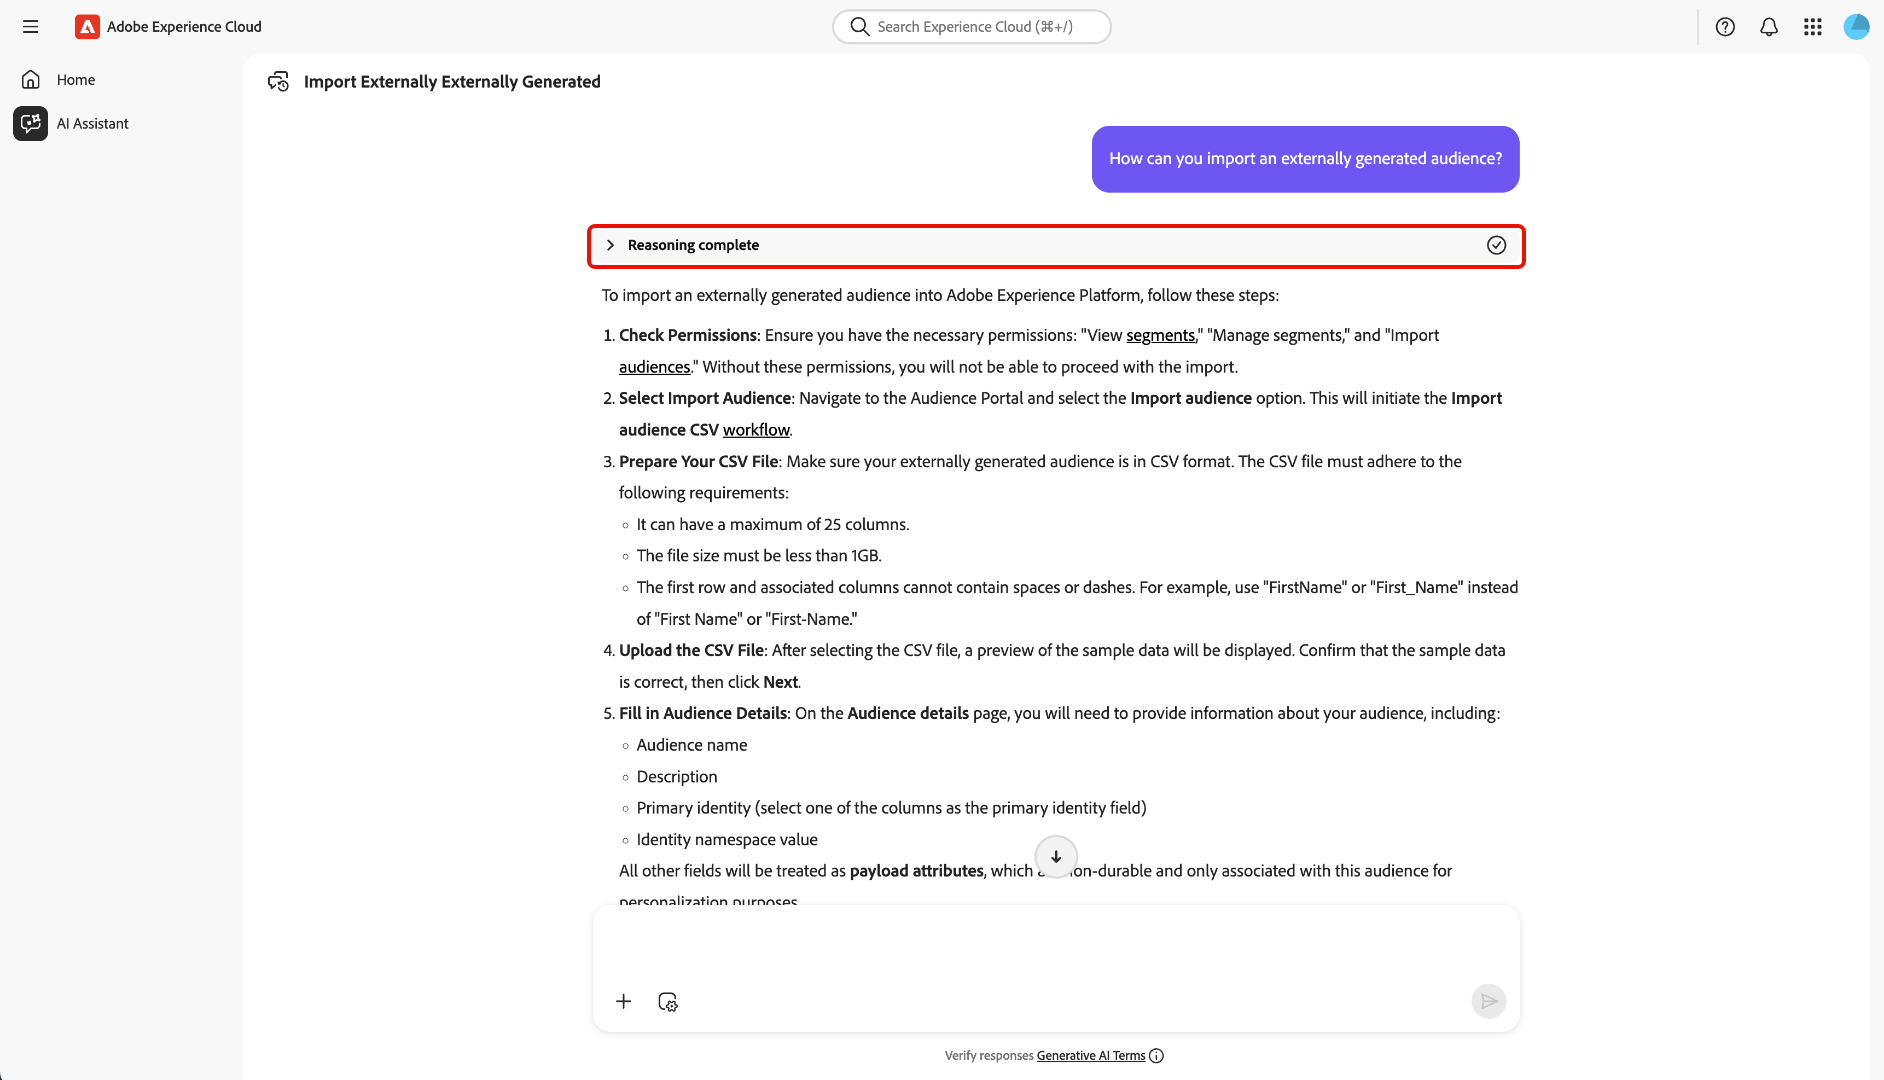 Adobe Experience Cloud
Search Experience Cloud (⌘+/)
Home
AI Assistant
Import Externally Externally Generated
How can you import an externally generated audience?
Reasoning complete
To import an externally generated audience into Adobe Experience Platform, follow these steps:
1. Check Permissions: Ensure you have the necessary permissions: "View segments," "Manage segments," and "Import
audiences." Without these permissions, you will not be able to proceed with the import.
2. Select Import Audience: Navigate to the Audience Portal and select the Import audience option. This will initiate the Import
audience CSV workflow.
3. Prepare Your CSV File: Make sure your externally generated audience is in CSV format. The CSV file must adhere to the
following requirements:
◦ It can have a maximum of 25 columns.
◦ The file size must be less than 1GB.
◦ The first row and associated columns cannot contain spaces or dashes. For example, use "FirstName" or "First_Name" instead
of "First Name" or "First-Name."
4. Upload the CSV File: After selecting the CSV file, a preview of the sample data will be displayed. Confirm that the sample data
is correct, then click Next.
5. Fill in Audience Details: On the Audience details page, you will need to provide information about your audience, including:
◦ Audience name
◦ Description
◦ Primary identity (select one of the columns as the primary identity field)
◦ Identity namespace value
All other fields will be treated as payload attributes, which non-durable and only associated with this audience for
personalization purposes
Verify responses Generative AI Terms